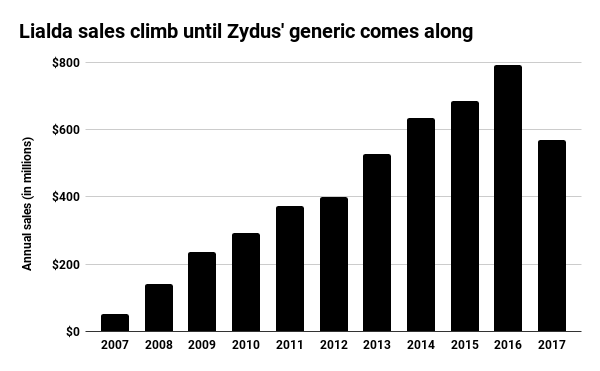 Lialda sales climb until Zydus' generic comes along
Annual sales (in millions)
$800
$600
$400
$200
$0
2007 2008 2009 2010 2011 2012 2013 2014 2015 2016 2017